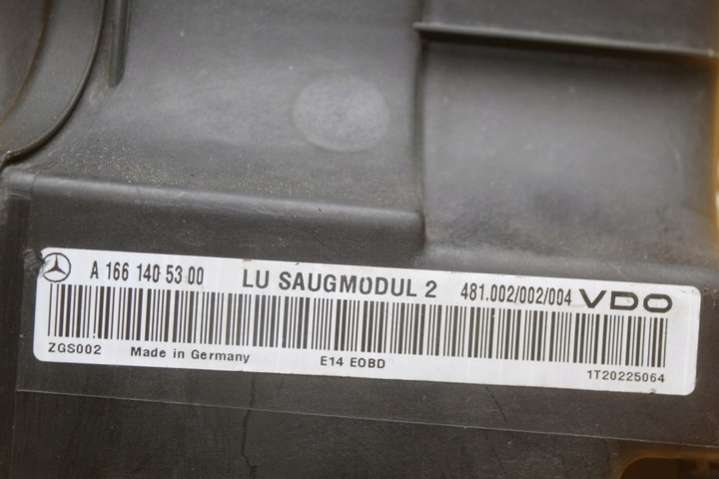 A 166 140 53 00 LU SAUGMODUL 2 481.002/002/004 VDO
ZGS002 Made in Germany E14 EOBD 1T20225064